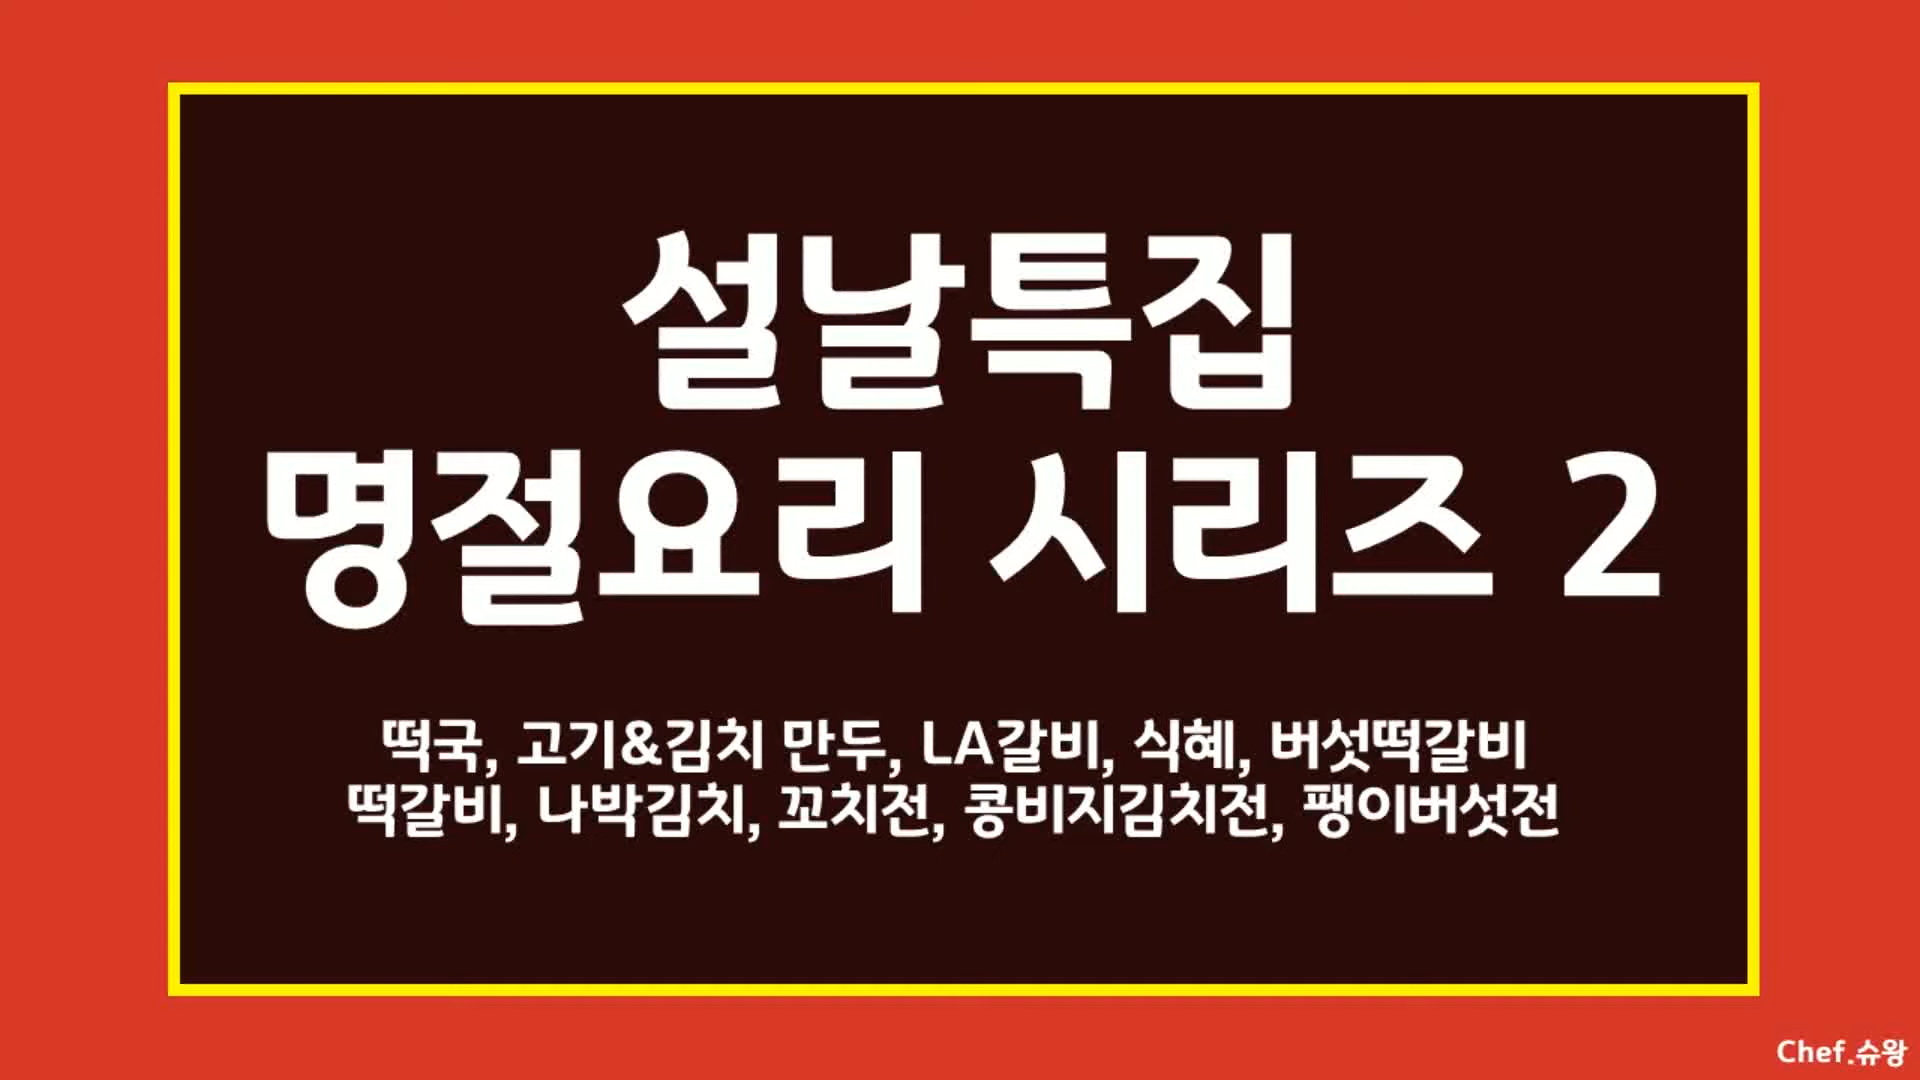 설날특집
명절요리 시리즈 2
떡국, 고기&김치 만두, LA갈비, 식혜, 버섯떡갈비
떡갈비, 나박김치, 꼬치전, 콩비지김치전, 팽이버섯전
Chef.슈왕